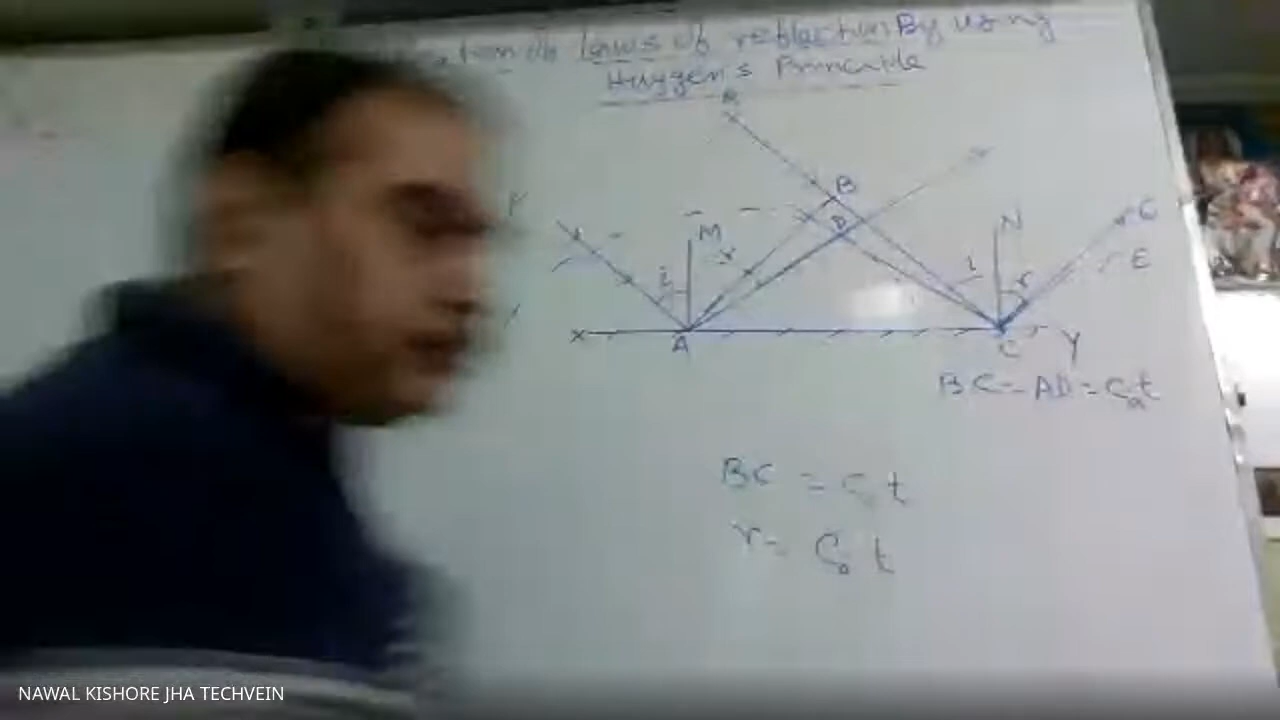 laws of reflection By using
Huygen's Principle
B
D
M
N
G
E
i
r
i
r
X
A
C
Y
BC = AD = Cat
BC = Cat
r = Cat
NAWAL KISHORE JHA TECHVEIN